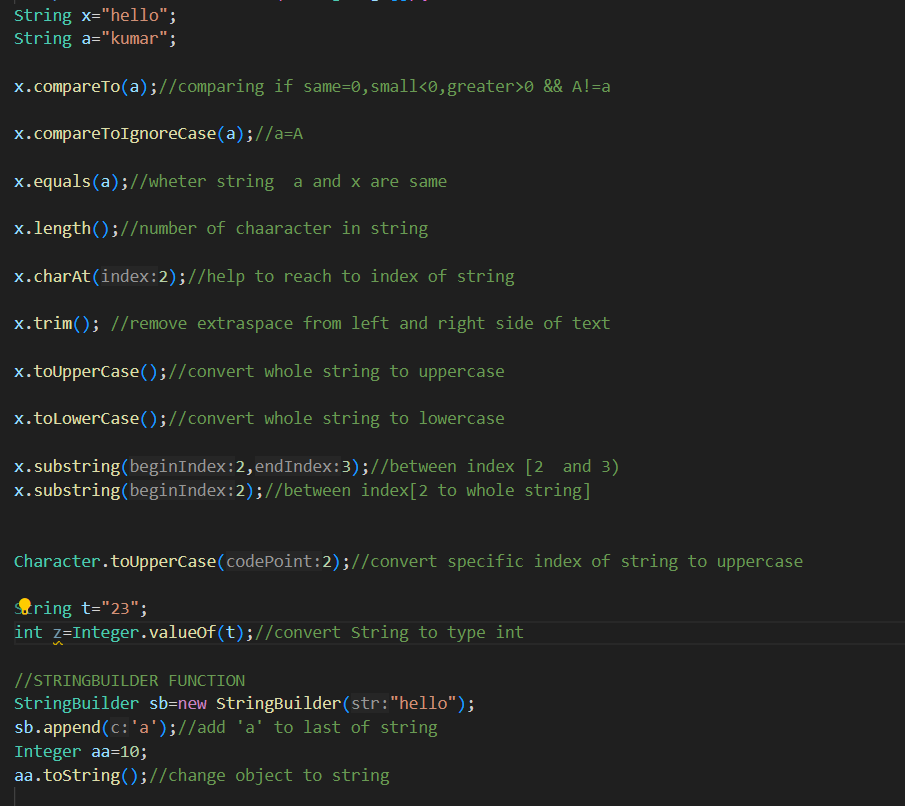 String x="hello";
String a="kumar";
x.compareTo(a);//comparing if same=0,small<0,greater>0 && A!=a
x.compareToIgnoreCase(a);//a=A
x.equals(a);//wheter string  a and x are same
x.length();//number of chaaracter in string
x.charAt(index:2);//help to reach to index of string
x.trim(); //remove extraspace from left and right side of text
x.toUpperCase();//convert whole string to uppercase
x.toLowerCase();//convert whole string to lowercase
x.substring(beginIndex:2,endIndex:3);//between index [2  and 3)
x.substring(beginIndex:2);//between index[2 to whole string]
Character.toUpperCase(codePoint:2);//convert specific index of string to uppercase
String t="23";
int z=Integer.valueOf(t);//convert String to type int
//STRINGBUILDER FUNCTION
StringBuilder sb=new StringBuilder(str:"hello");
sb.append(c:'a');//add 'a' to last of string
Integer aa=10;
aa.toString();//change object to string